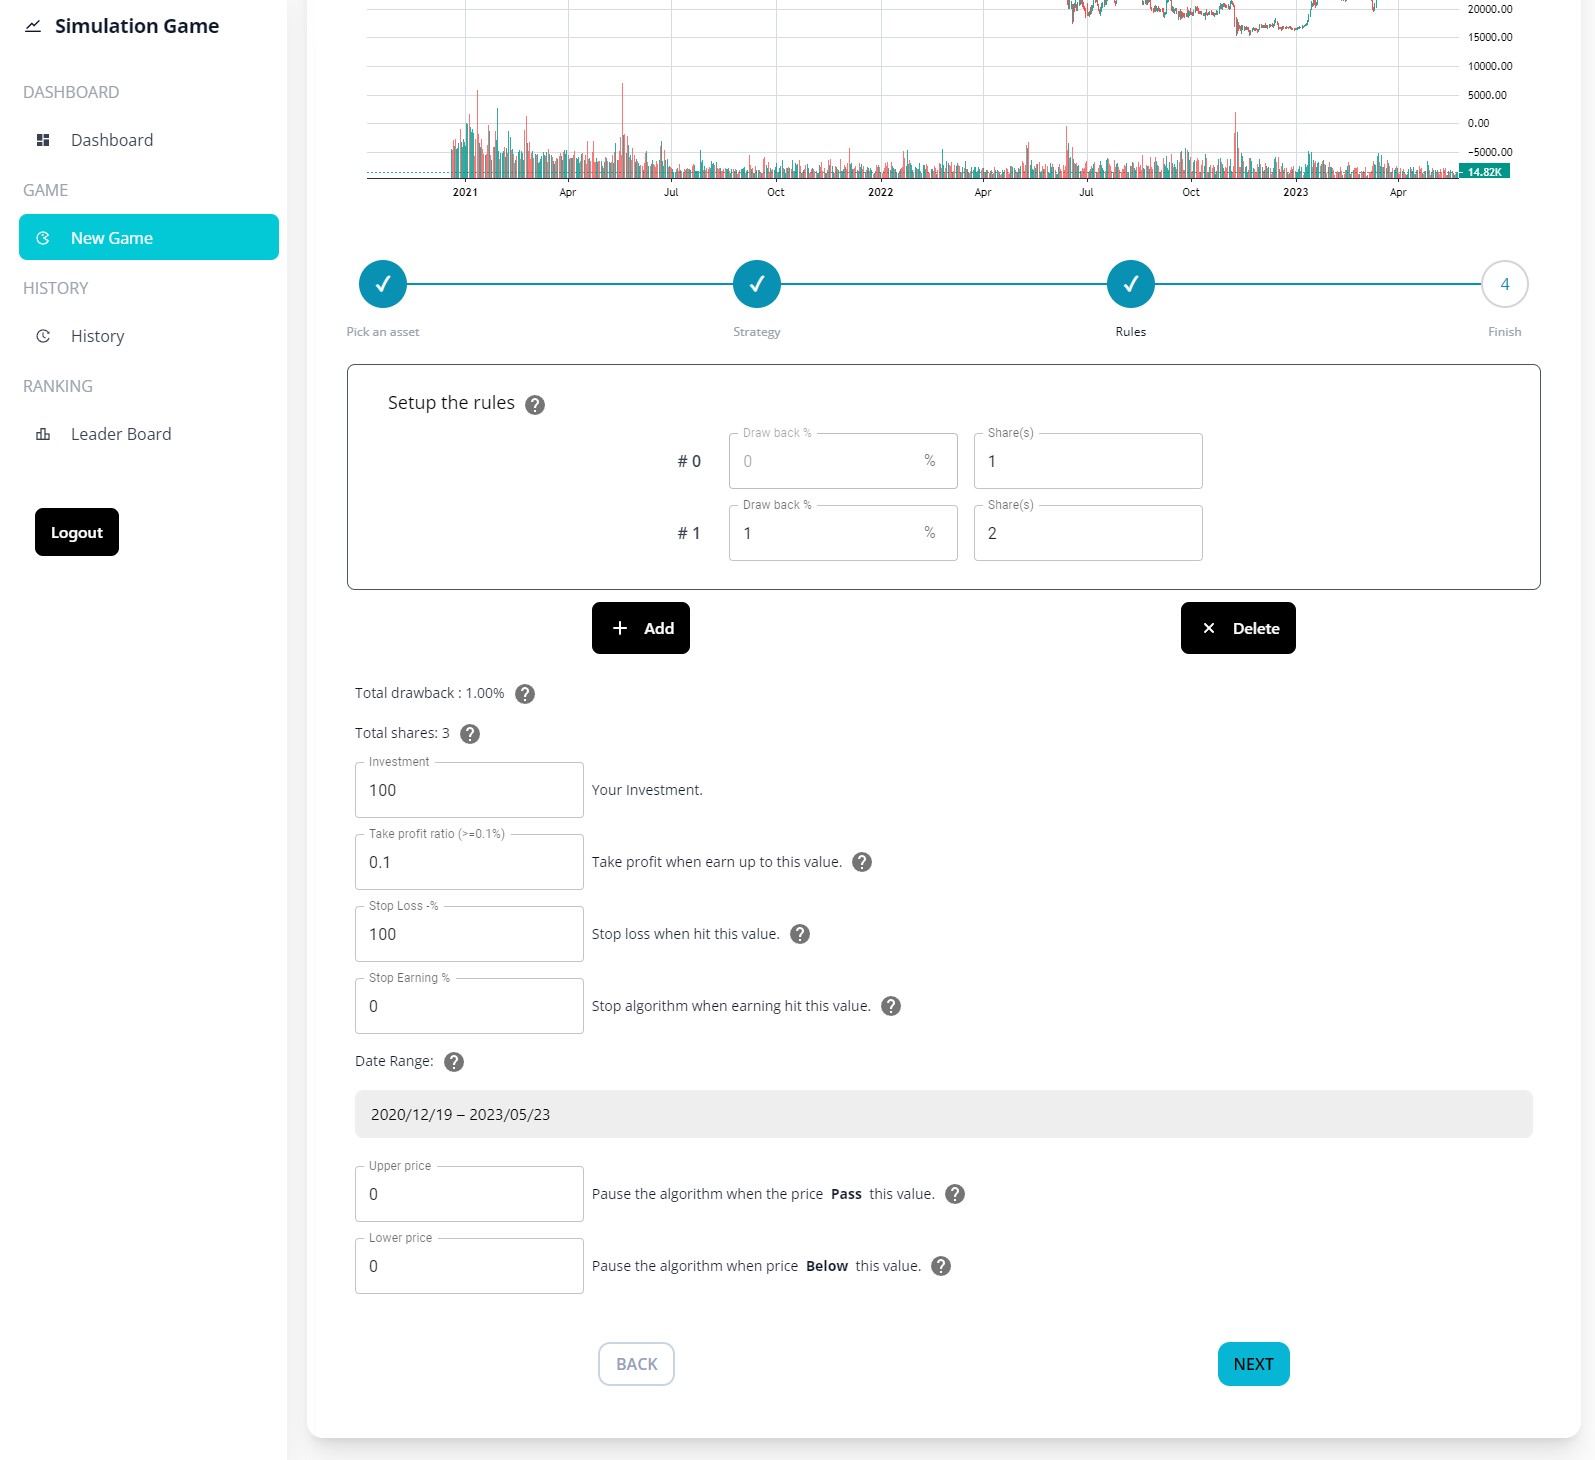 Simulation Game
DASHBOARD
Dashboard
GAME
New Game
HISTORY
History
RANKING
Leader Board
Logout
20000.00
15000.00
10000.00
5000.00
0.00
-5000.00
14.82K
2021 Apr Jul Oct 2022 Apr Jul Oct 2023 Apr
4
Pick an asset Strategy Rules Finish
Setup the rules ?
Draw back % Share(s)
# 0 0 % 1
Draw back % Share(s)
# 1 1 % 2
+ Add × Delete
Total drawback : 1.00% ?
Total shares: 3 ?
Investment
100 Your Investment.
Take profit ratio (>=0.1%)
0.1 Take profit when earn up to this value. ?
Stop Loss -%
100 Stop loss when hit this value. ?
Stop Earning %
0 Stop algorithm when earning hit this value. ?
Date Range: ?
2020/12/19 – 2023/05/23
Upper price
0 Pause the algorithm when the price Pass this value. ?
Lower price
0 Pause the algorithm when price Below this value. ?
BACK NEXT